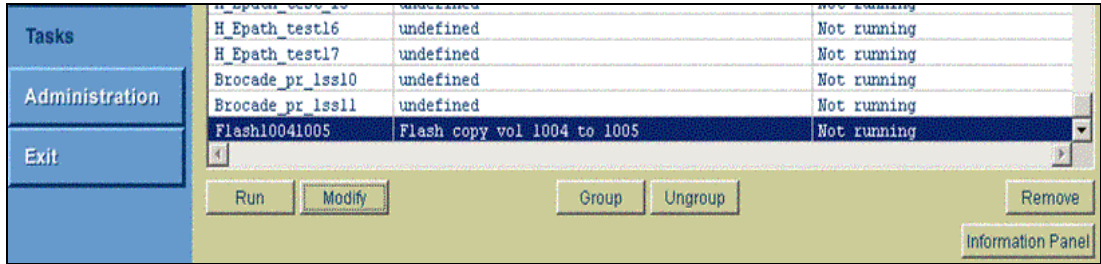 Tasks
Administration
Exit
H_Epath_test16 undefined Not running
H_Epath_test17 undefined Not running
Brocade_pr_lss10 undefined Not running
Brocade_pr_lss11 undefined Not running
Flash10041005 Flash copy vol 1004 to 1005 Not running
Run Modify Group Ungroup Remove
Information Panel